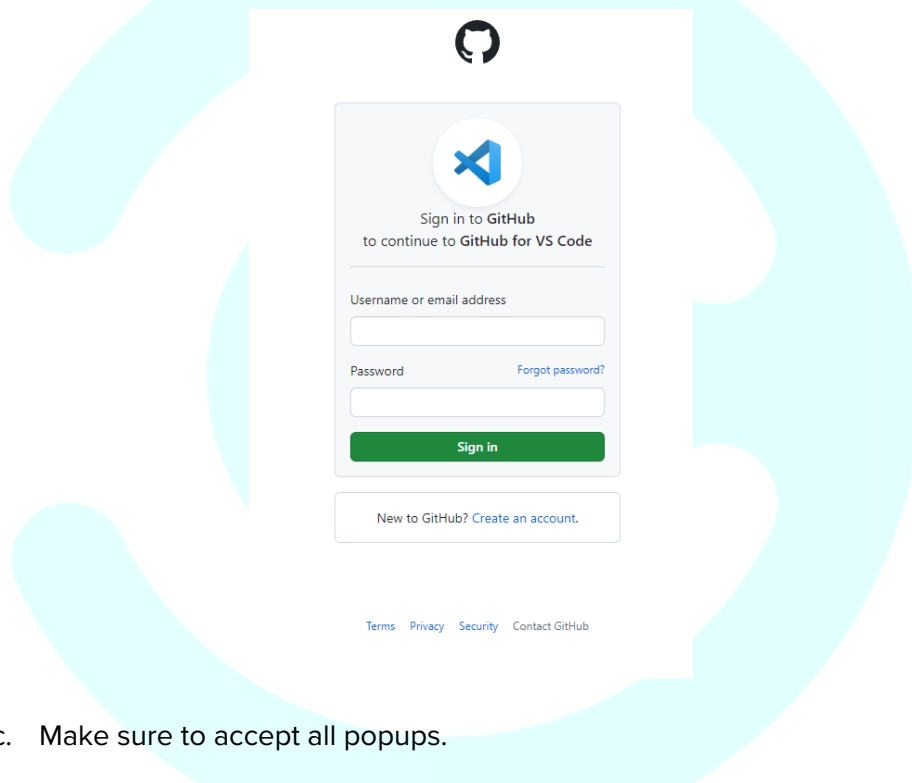 Sign in to GitHub
to continue to GitHub for VS Code
Username or email address
Password Forgot password?
Sign in
New to GitHub? Create an account.
Terms Privacy Security Contact GitHub
c. Make sure to accept all popups.